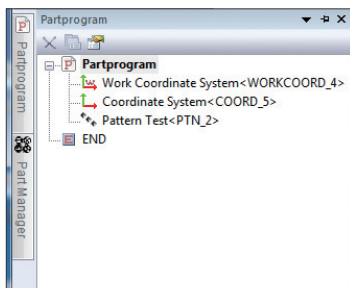 Partprogram
Partprogram
Work Coordinate System<WORKCOORD_4>
Coordinate System<COORD_5>
Pattern Test<PTN_2>
END
Partprogram
Part Manager